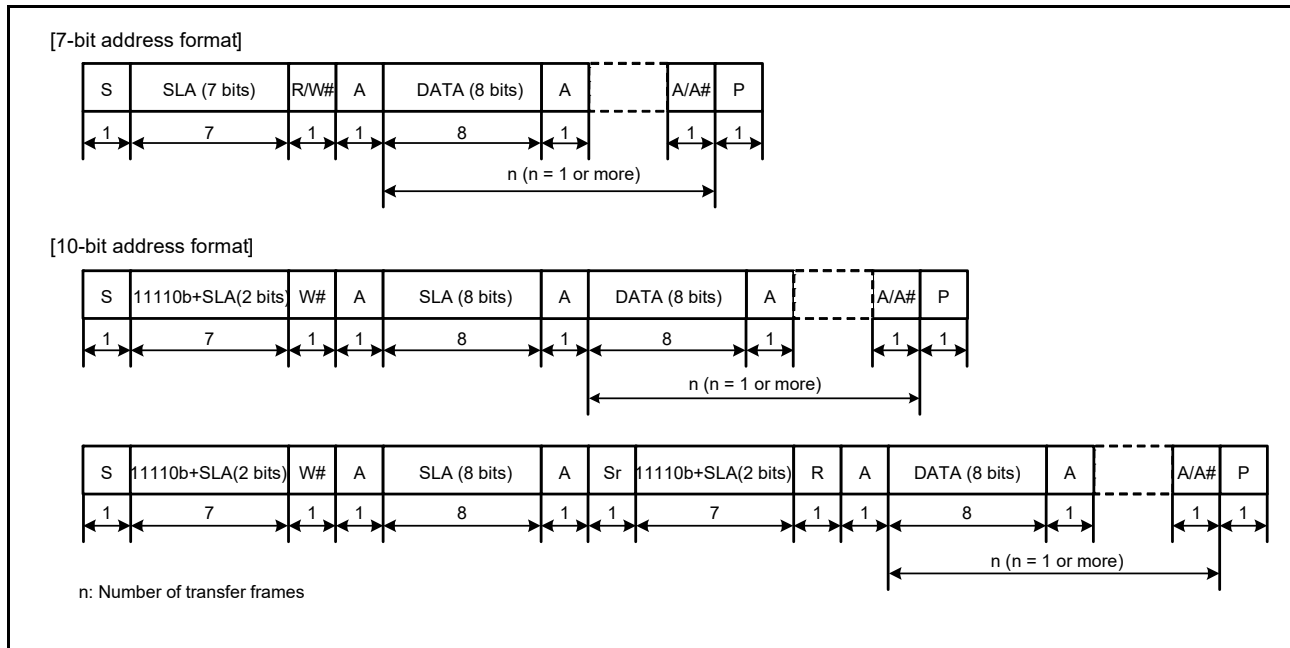 [7-bit address format]
S SLA (7 bits) R/W# A DATA (8 bits) A A/A# P
1 7 1 1 8 1 1 1
n (n = 1 or more)
[10-bit address format]
S 11110b+SLA(2 bits) W# A SLA (8 bits) A DATA (8 bits) A A/A# P
1 7 1 1 8 1 8 1 1 1
n (n = 1 or more)
S 11110b+SLA(2 bits) W# A SLA (8 bits) A Sr 11110b+SLA(2 bits) R A DATA (8 bits) A A/A# P
1 7 1 1 8 1 1 7 1 1 8 1 1 1
n (n = 1 or more)
n: Number of transfer frames